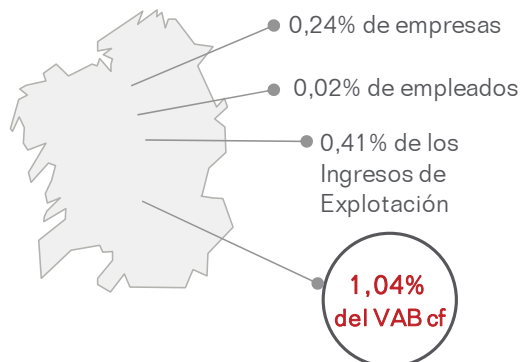 0,24% de empresas
0,02% de empleados
0,41% de los
Ingresos de
Explotación
1,04%
del VAB cf